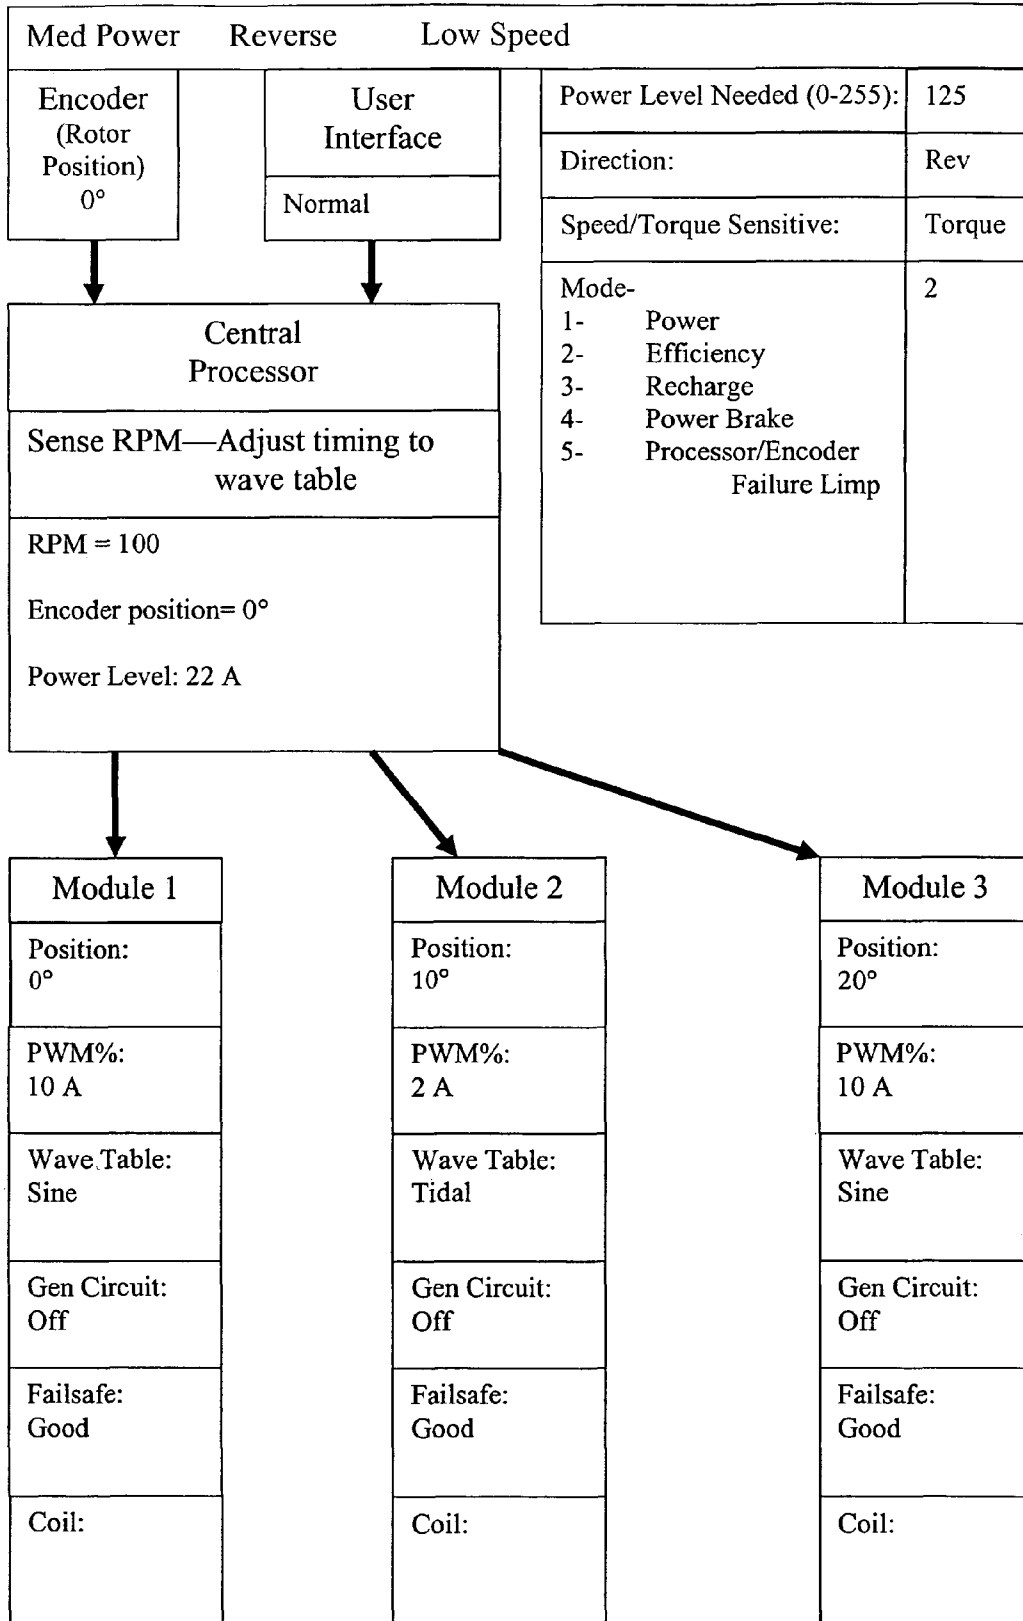 Med Power Reverse Low Speed
Encoder
(Rotor
Position)
0°
User
Interface
Normal
Power Level Needed (0-255): 125
Direction: Rev
Speed/Torque Sensitive: Torque
Mode- 2
1- Power
2- Efficiency
3- Recharge
4- Power Brake
5- Processor/Encoder
Failure Limp
Central
Processor
Sense RPM—Adjust timing to
wave table
RPM = 100
Encoder position= 0°
Power Level: 22 A
Module 1
Position:
0°
PWM%:
10 A
Wave Table:
Sine
Gen Circuit:
Off
Failsafe:
Good
Coil:
Module 2
Position:
10°
PWM%:
2 A
Wave Table:
Tidal
Gen Circuit:
Off
Failsafe:
Good
Coil:
Module 3
Position:
20°
PWM%:
10 A
Wave Table:
Sine
Gen Circuit:
Off
Failsafe:
Good
Coil: